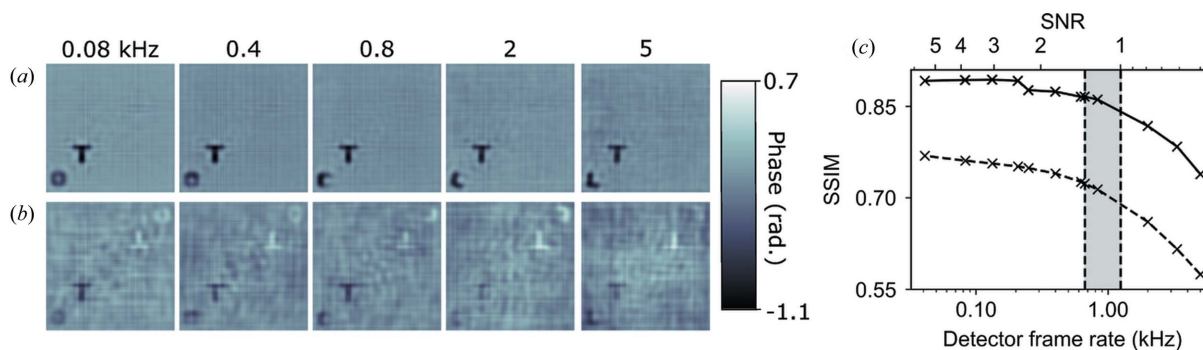 0.08 kHz 0.4 0.8 2 5
(a)
(b)
T
T
T
T
T
T
T
T
T
T
0.7
Phase (rad.)
-1.1
(c)
SNR
5 4 3 2 1
0.85
0.70
0.55
SSIM
0.10 1.00
Detector frame rate (kHz)